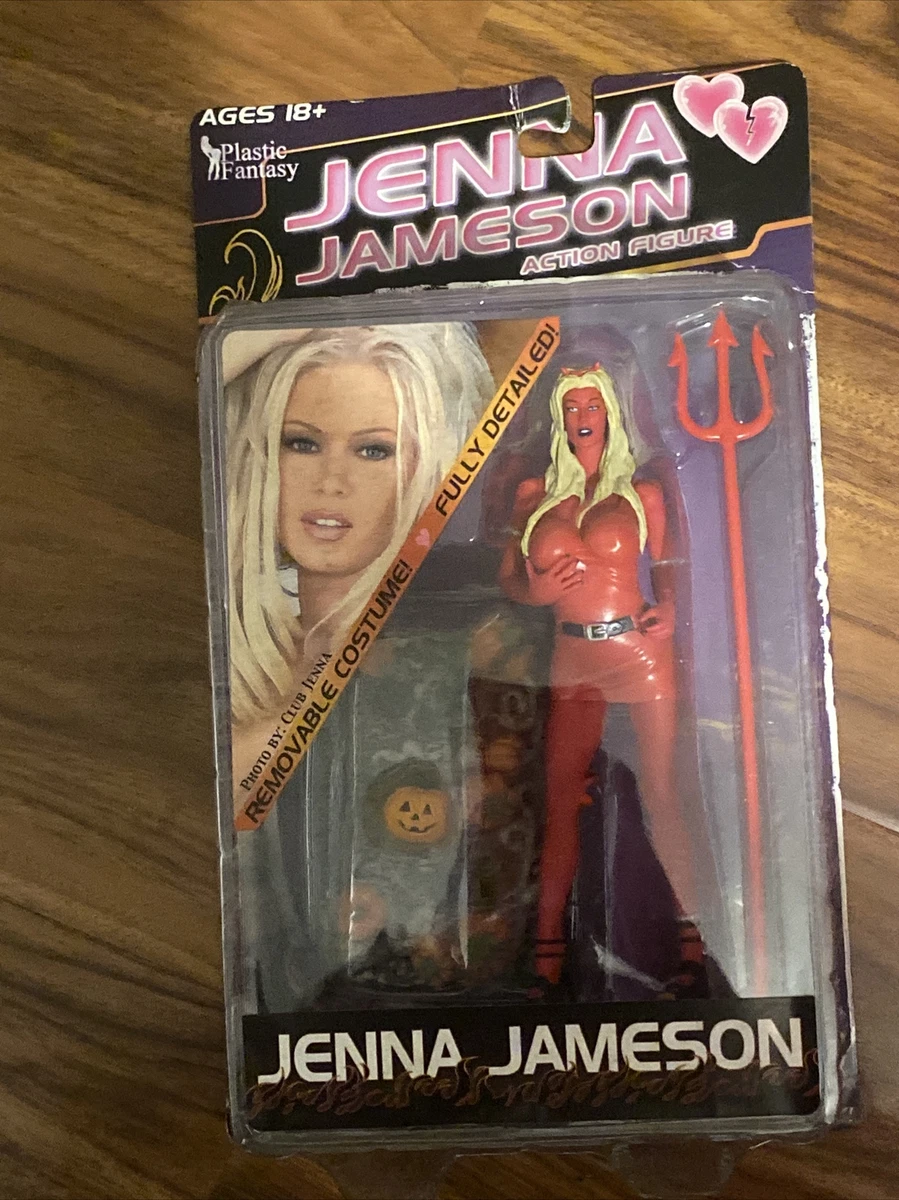 AGES 18+
Plastic
Fantasy
JENNA
JAMESON
ACTION FIGURE
PHOTO BY: CLUB JENNA
REMOVABLE COSTUME! FULLY DETAILED!
JENNA JAMESON